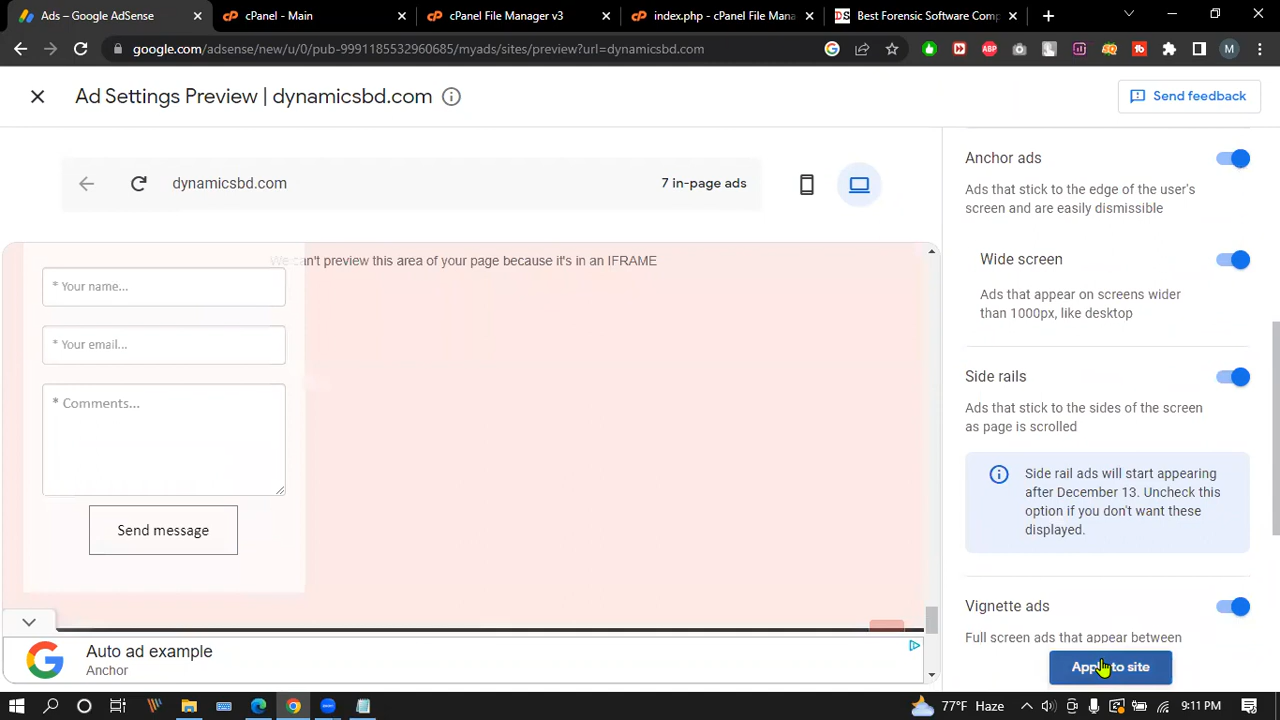 Ads – Google AdSense
cPanel - Main
cPanel File Manager v3
index.php - cPanel File Mana
Best Forensic Software Comp
google.com/adsense/new/u/0/pub-9991185532960685/myads/sites/preview?url=dynamicsbd.com
ABP
M
Ad Settings Preview | dynamicsbd.com
Send feedback
dynamicsbd.com
7 in-page ads
We can't preview this area of your page because it's in an IFRAME
* Your name...
* Your email...
* Comments...
Send message
Auto ad example
Anchor
Anchor ads
Ads that stick to the edge of the user's
screen and are easily dismissible
Wide screen
Ads that appear on screens wider
than 1000px, like desktop
Side rails
Ads that stick to the sides of the screen
as page is scrolled
Side rail ads will start appearing
after December 13. Uncheck this
option if you don't want these
displayed.
Vignette ads
Full screen ads that appear between
Apply to site
77°F Haze
9:11 PM